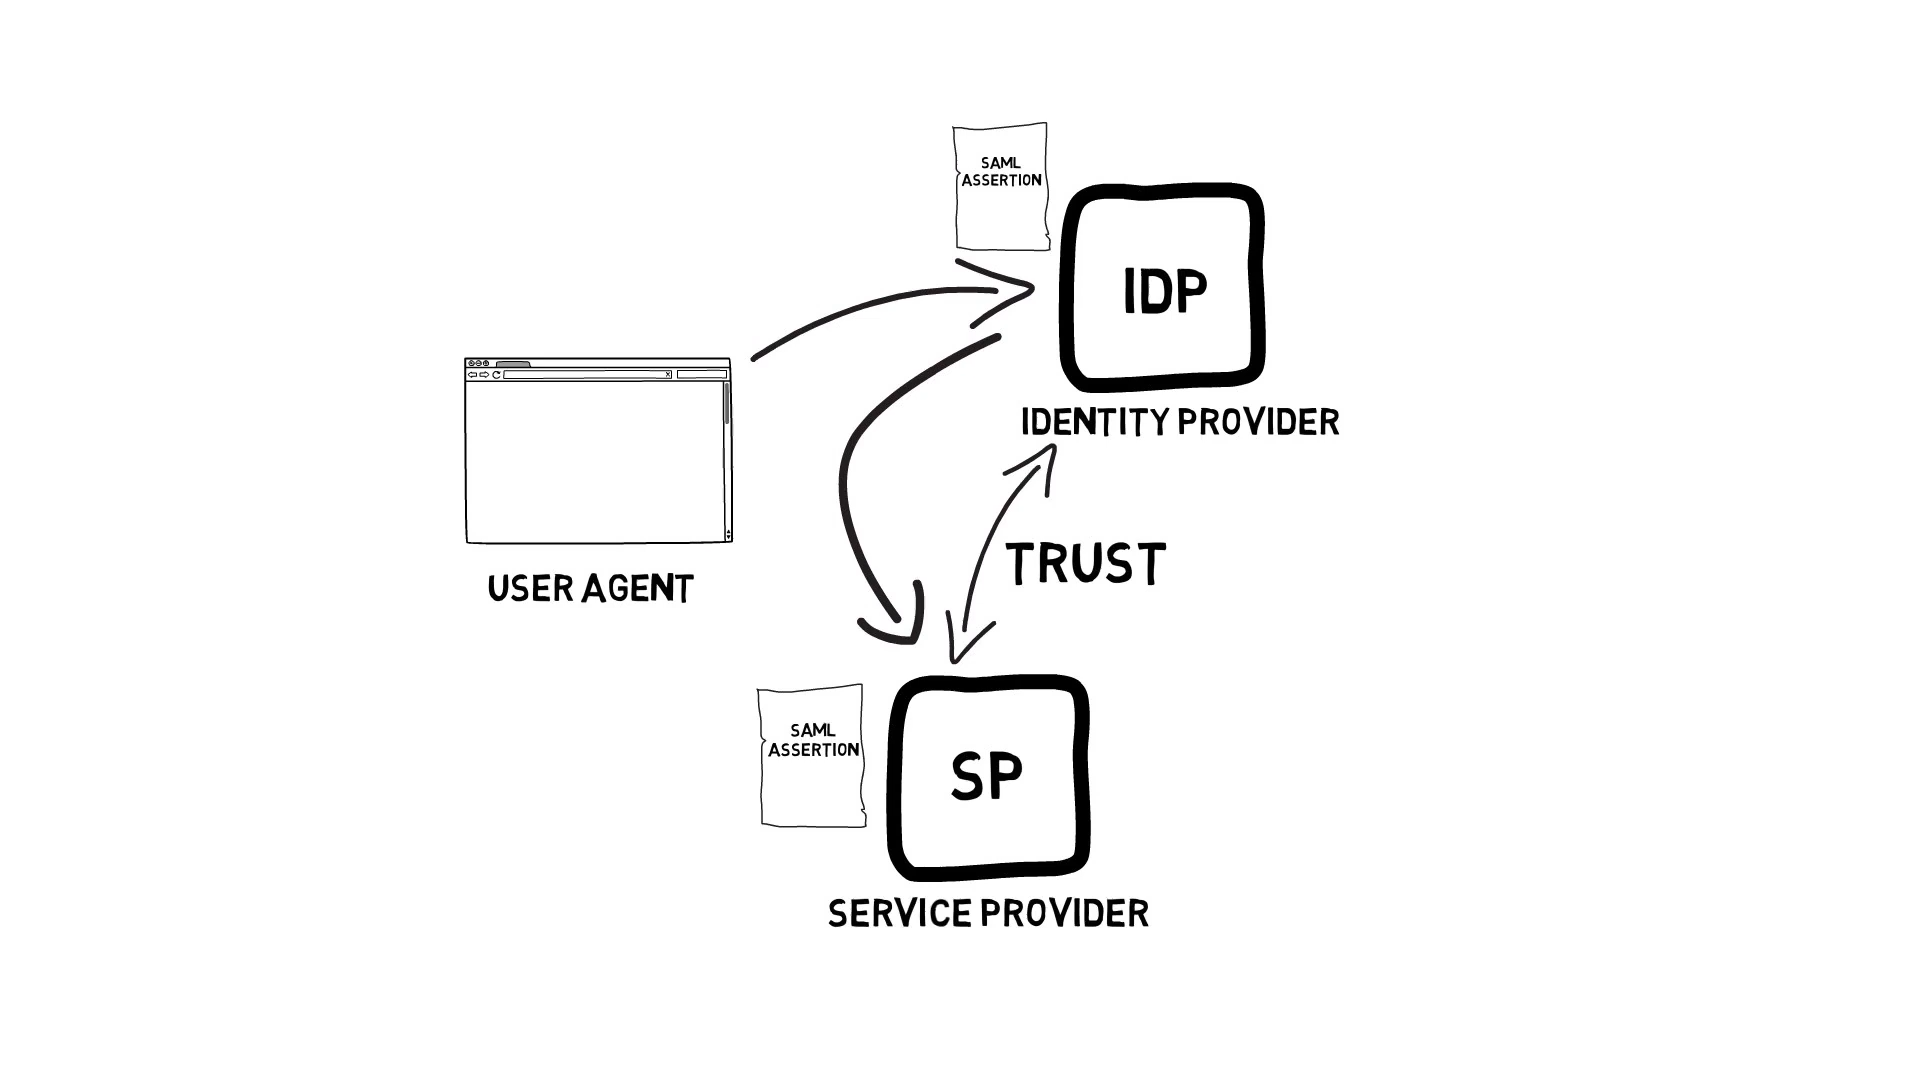 SAML
ASSERTION
IDP
IDENTITY PROVIDER
USER AGENT
TRUST
SAML
ASSERTION
SP
SERVICE PROVIDER